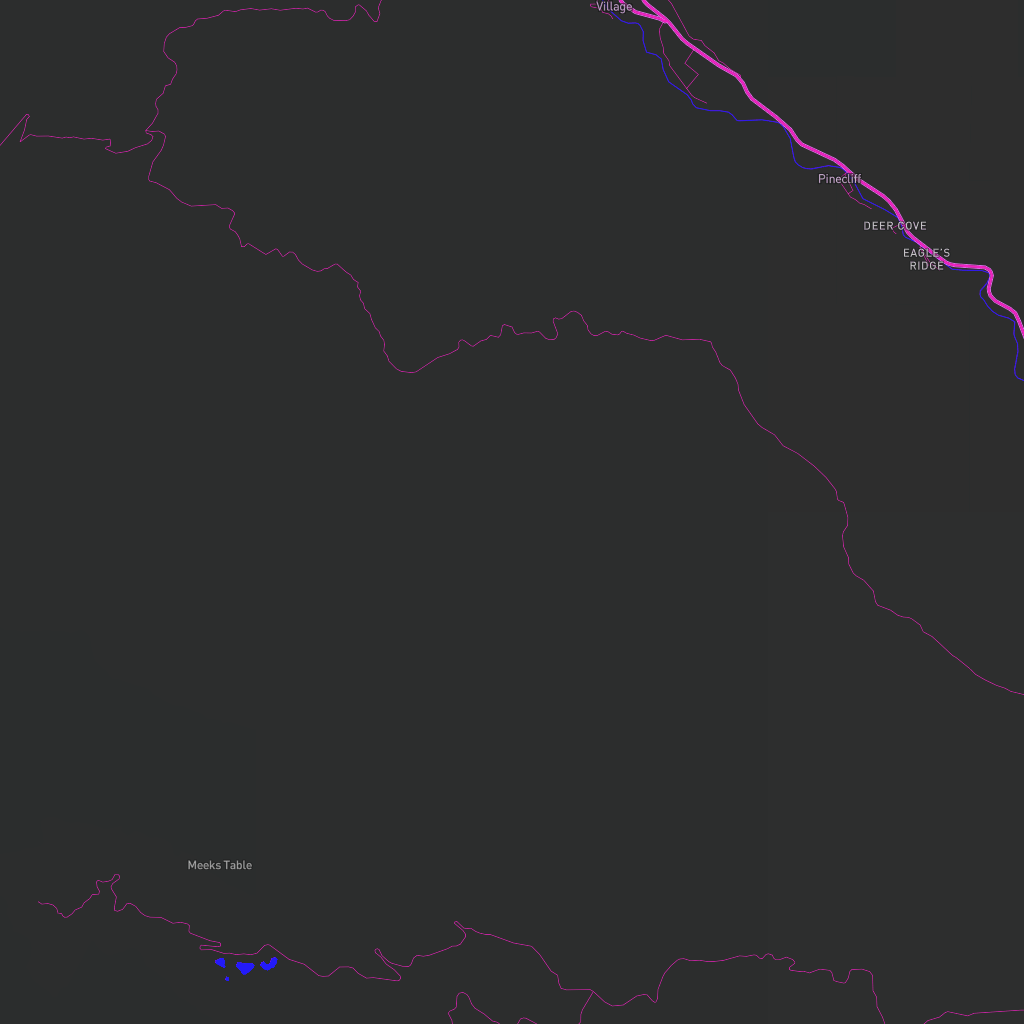 Village
Pinecliff
DEER COVE
EAGLE'S
RIDGE
Meeks Table